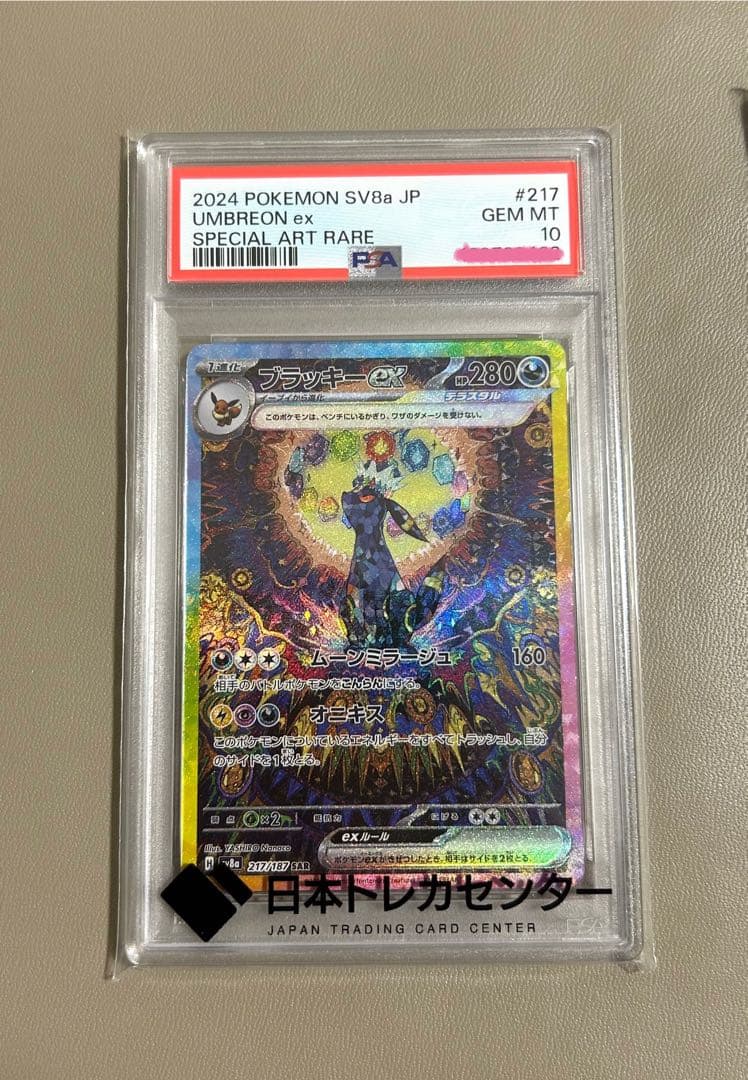 2024 POKEMON SV8a JP #217
UMBREON ex GEM MT
SPECIAL ART RARE 10
PSA
1進化
ブラッキーex HP280
イーブイから進化 テラスタル
このポケモンは、ベンチにいるかぎり、ワザのダメージを受けない。
ムーンミラージュ 160
相手のバトルポケモンをこんらんにする。
オニキス
このポケモンについているエネルギーをすべてトラッシュし、自分
のサイドを1枚とる。
弱点 ×2 抵抗力 にげる
exルール
Illus. YASHIRO Nanaco
ポケモンexがきぜつしたとき、相手はサイドを2枚とる。
H SV8a 217/187 SAR
日本トレカセンター
JAPAN TRADING CARD CENTER